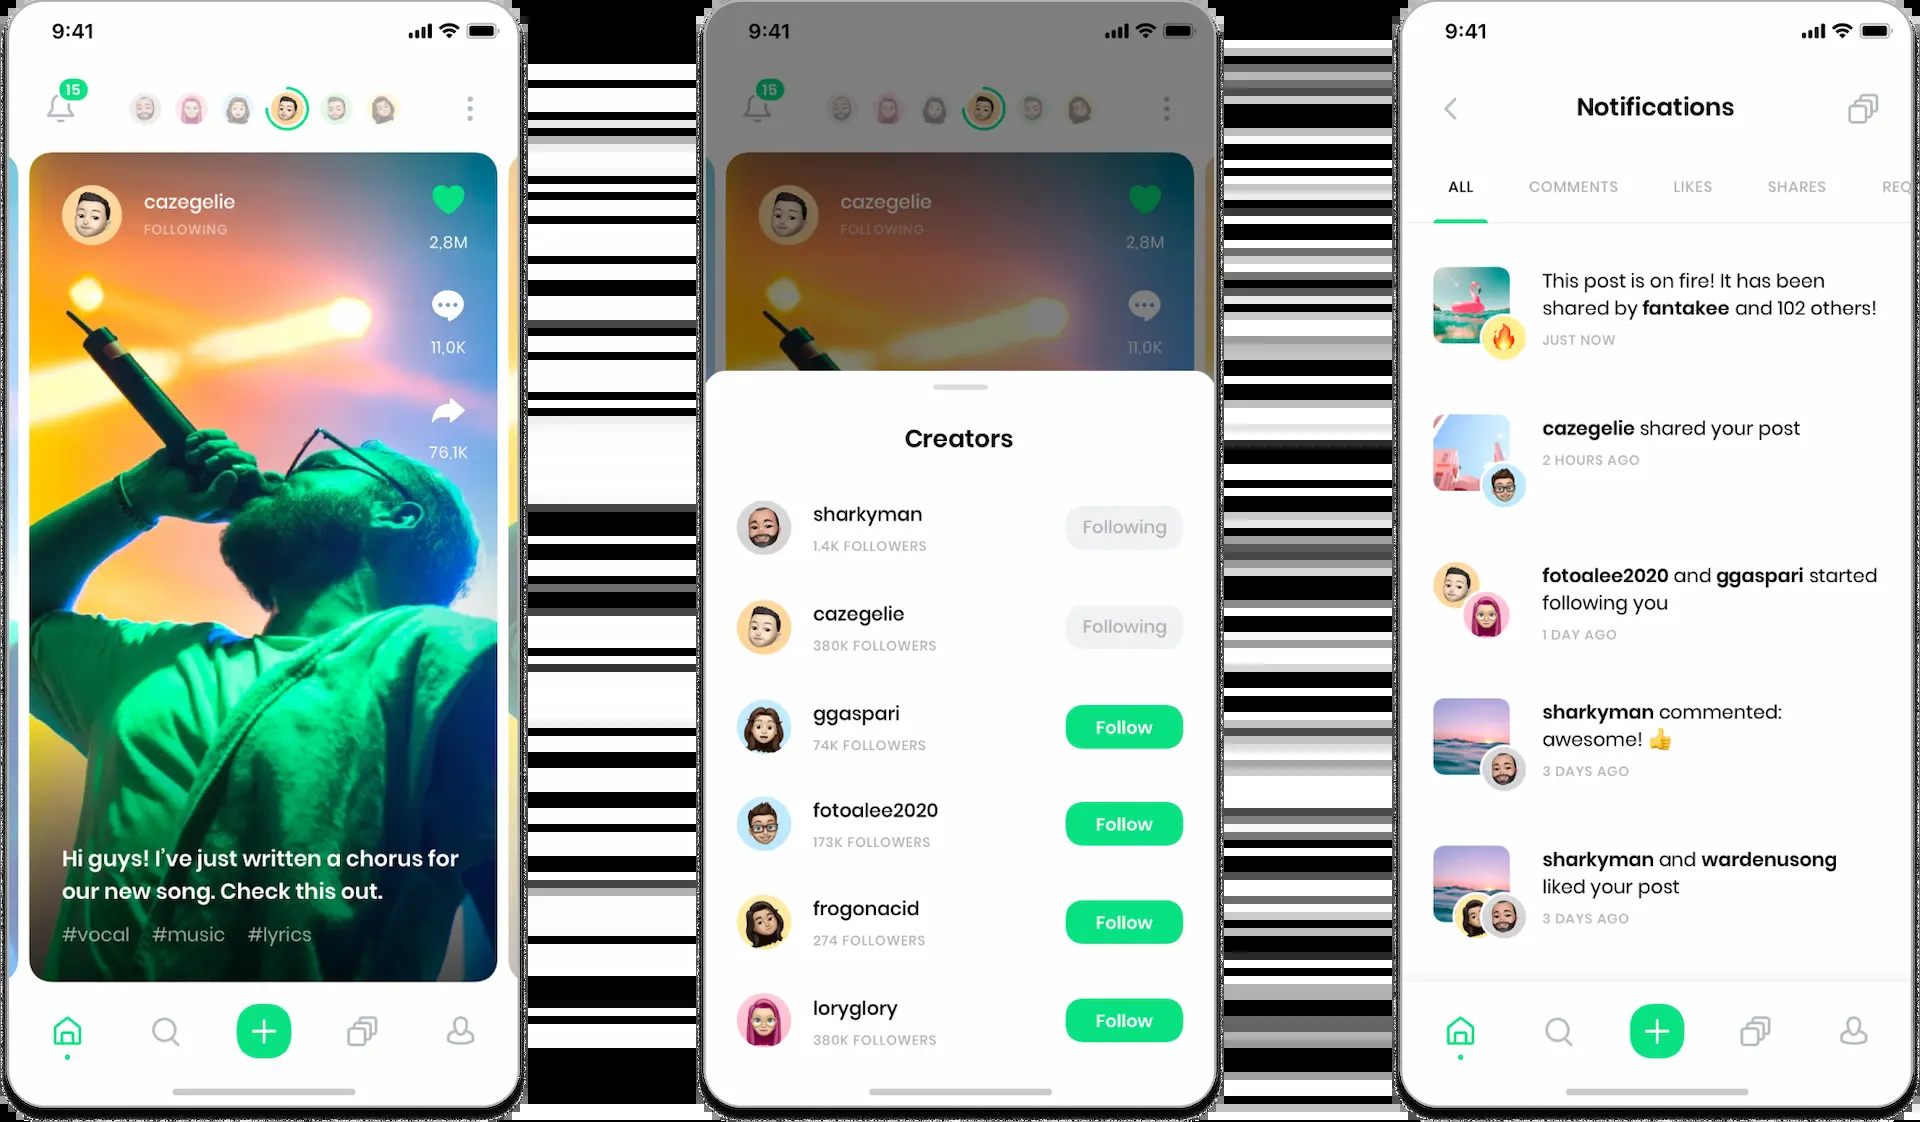 9:41
15
cazegelie
FOLLOWING
2,8M
11,0K
76,1K
Hi guys! I've just written a chorus for
our new song. Check this out.
#vocal #music #lyrics
9:41
15
cazegelie
FOLLOWING
2,8M
11,0K
Creators
sharkyman
1.4K FOLLOWERS
Following
cazegelie
380K FOLLOWERS
Following
ggaspari
74K FOLLOWERS
Follow
fotoalee2020
173K FOLLOWERS
Follow
frogonacid
274 FOLLOWERS
Follow
loryglory
380K FOLLOWERS
Follow
9:41
Notifications
ALL COMMENTS LIKES SHARES REQ
This post is on fire! It has been
shared by fantakee and 102 others!
JUST NOW
cazegelie shared your post
2 HOURS AGO
fotoalee2020 and ggaspari started
following you
1 DAY AGO
sharkyman commented:
awesome! 👍
3 DAYS AGO
sharkyman and wardenusong
liked your post
3 DAYS AGO